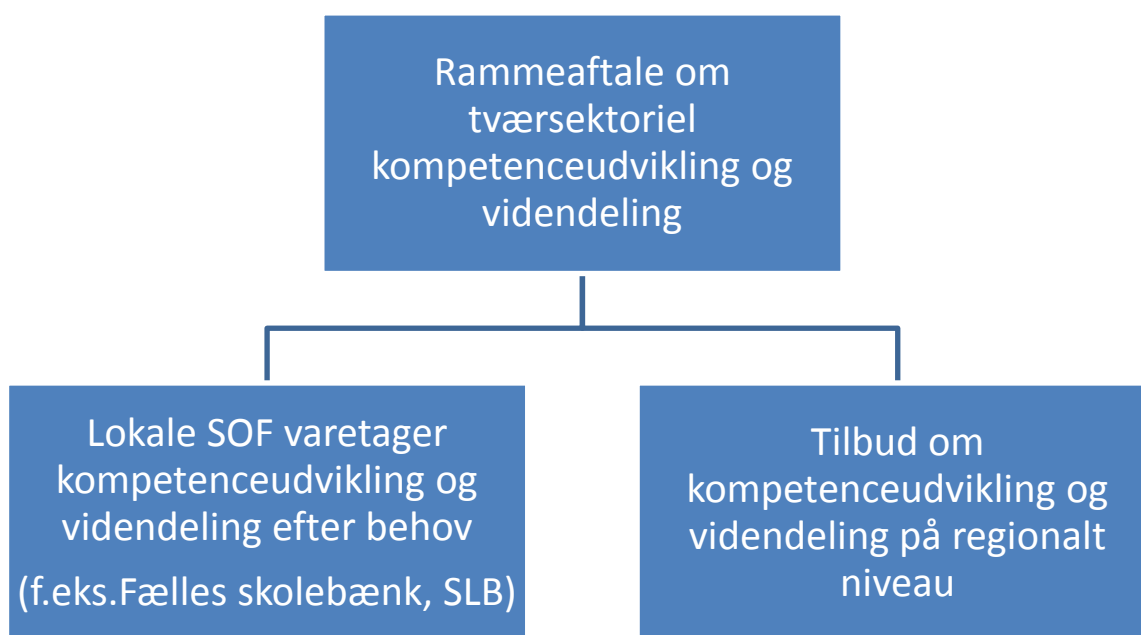 Rammeaftale om
tværsektoriel
kompetenceudvikling og
videndeling
Lokale SOF varetager
kompetenceudvikling og
videndeling efter behov
(f.eks.Fælles skolebænk, SLB)
Tilbud om
kompetenceudvikling og
videndeling på regionalt
niveau